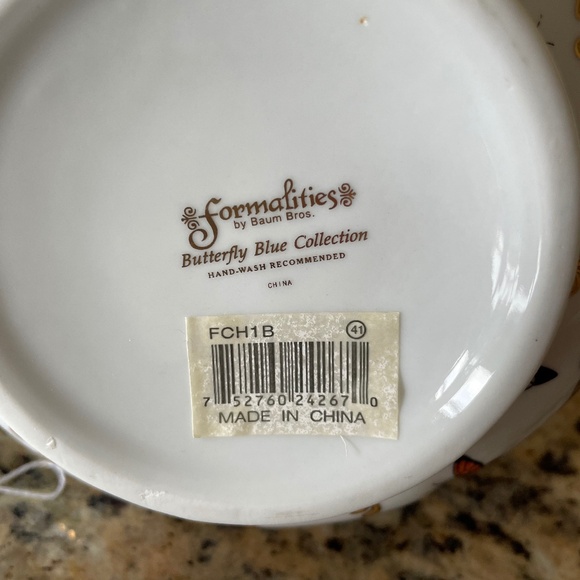 formalities
by Baum Bros.
Butterfly Blue Collection
HAND-WASH RECOMMENDED
CHINA
FCH1B 41
7 52760 24267 0
MADE IN CHINA